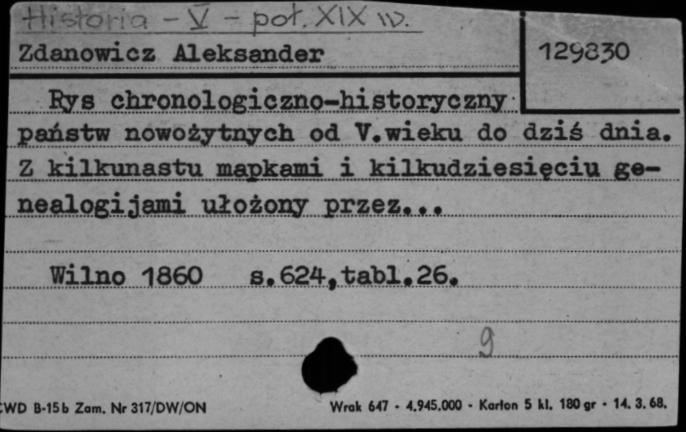 Historia - V - poł. XIX w.
Zdanowicz Aleksander 129830
Rys chronologiczno-historyczny
państw nowożytnych od V.wieku do dziś dnia.
Z kilkunastu mapkami i kilkudziesięciu ge-
nealogijami ułożony przez...
Wilno 1860 s.624,tabl.26.
9
CWD B-15b Zam. Nr 317/DW/ON Wrak 647 - 4.945.000 - Karton 5 kl. 180 gr - 14. 3. 68.